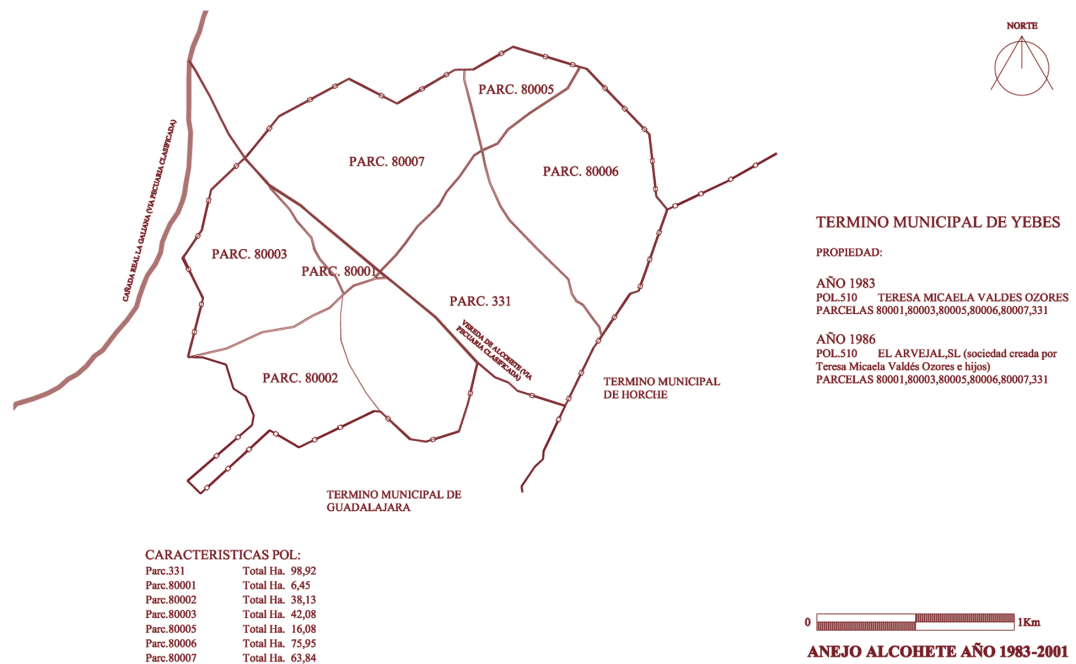 NORTE
PARC. 80005
PARC. 80007
PARC. 80006
CAÑADA REAL LA GALIANA (VIA PECUARIA CLASIFICADA)
PARC. 80003
PARC. 80001
PARC. 331
VEREDA DE ALCOHETE (VIA
PECUARIA CLASIFICADA)
PARC. 80002
TERMINO MUNICIPAL
DE HORCHE
TERMINO MUNICIPAL DE
GUADALAJARA
TERMINO MUNICIPAL DE YEBES
PROPIEDAD:
AÑO 1983
POL.510 TERESA MICAELA VALDES OZORES
PARCELAS 80001,80003,80005,80006,80007,331
AÑO 1986
POL.510 EL ARVEJAL,SL (sociedad creada por
Teresa Micaela Valdés Ozores e hijos)
PARCELAS 80001,80003,80005,80006,80007,331
CARACTERISTICAS POL:
Parc.331 Total Ha. 98,92
Parc.80001 Total Ha. 6,45
Parc.80002 Total Ha. 38,13
Parc.80003 Total Ha. 42,08
Parc.80005 Total Ha. 16,08
Parc.80006 Total Ha. 75,95
Parc.80007 Total Ha. 63,84
0 1Km
ANEJO ALCOHETE AÑO 1983-2001